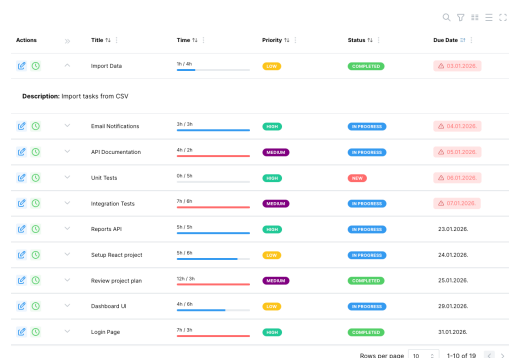 Actions Title Time Priority Status Due Date
Import Data 1h / 4h LOW COMPLETED 03.01.2026.
Description: Import tasks from CSV
Email Notifications 3h / 3h HIGH IN PROGRESS 04.01.2026.
API Documentation 4h / 2h MEDIUM IN PROGRESS 05.01.2026.
Unit Tests 0h / 5h HIGH NEW 06.01.2026.
Integration Tests 7h / 6h MEDIUM IN PROGRESS 07.01.2026.
Reports API 5h / 5h HIGH IN PROGRESS 23.01.2026.
Setup React project 5h / 6h LOW IN PROGRESS 24.01.2026.
Review project plan 12h / 3h MEDIUM COMPLETED 25.01.2026.
Dashboard UI 4h / 6h LOW IN PROGRESS 29.01.2026.
Login Page 7h / 3h HIGH COMPLETED 31.01.2026.
Rows per page 10 1-10 of 19